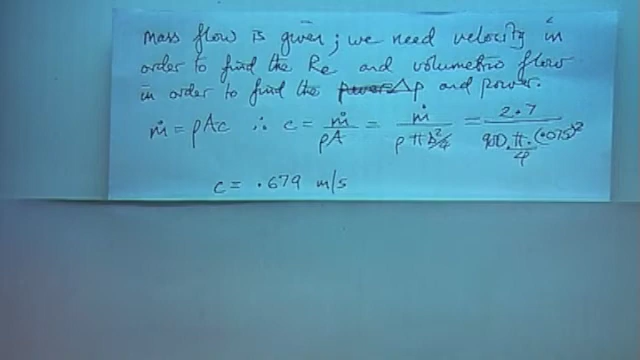 mass flow is given; we need velocity in
order to find the Re and volumetric flow
in order to find the Δp and power.
ṁ = ρAc ∴ c = ṁ/ρA = ṁ/ρπD²/4 = 2.7/900.π.(.075)²/4
c = .679 m/s